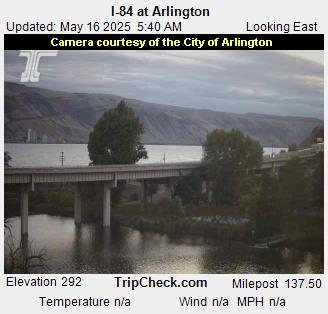 I-84 at Arlington
Updated: May 16 2025 5:40 AM Looking East
Camera courtesy of the City of Arlington
Elevation 292 TripCheck.com Milepost 137.50
Temperature n/a Wind n/a MPH n/a